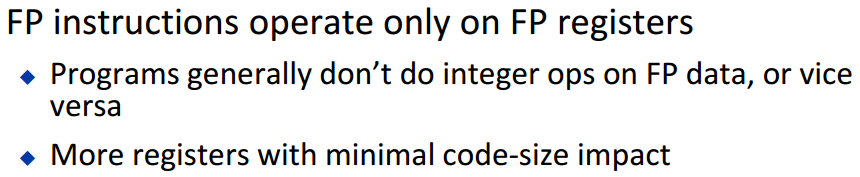 FP instructions operate only on FP registers
◆ Programs generally don’t do integer ops on FP data, or vice
versa
◆ More registers with minimal code-size impact